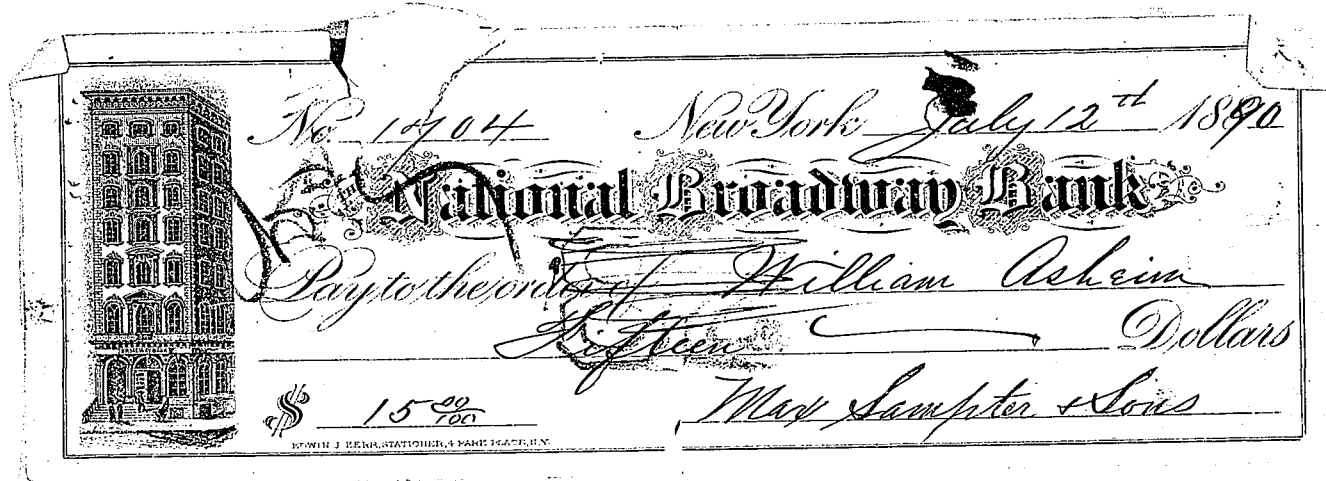 No. 1704 New York July 12th 1890
National Broadway Bank
Pay to the order of William Asheim
Fifteen Dollars
$ 15 00/100 Max Sampter & Sons
EDWIN J. KERR, STATIONER, 4 PARK PLACE, N.Y.